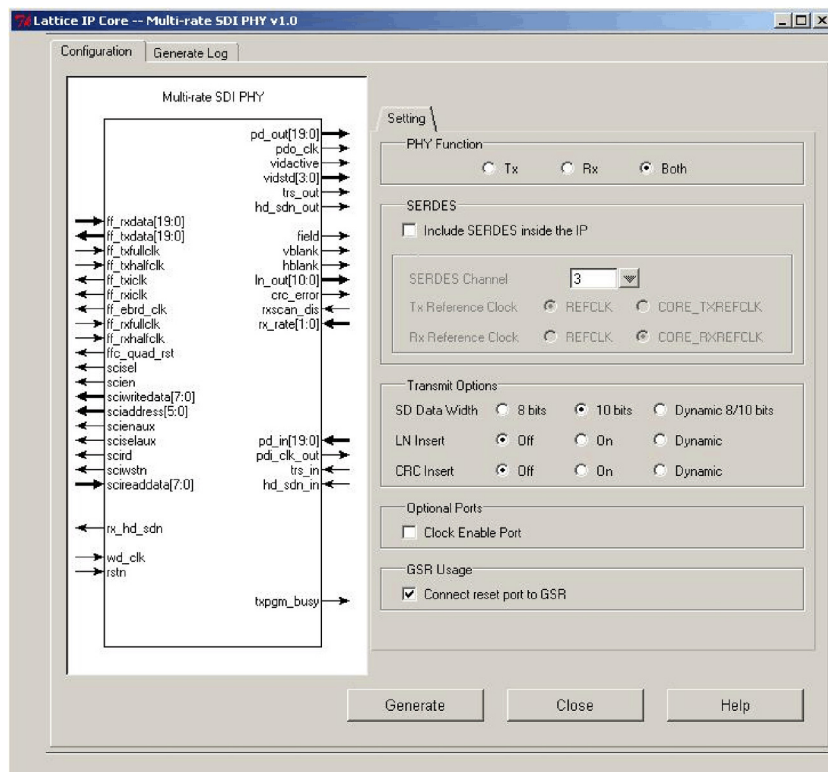 Lattice IP Core -- Multi-rate SDI PHY v1.0
Configuration
Generate Log
Multi-rate SDI PHY
pd_out[19:0]
pdo_clk
vidactive
vidstd[3:0]
trs_out
hd_sdn_out
ff_rxdata[19:0]
ff_txdata[19:0] field
ff_txfullclk vblank
ff_txhalfclk hblank
ff_txiclk ln_out[10:0]
ff_rxiclk crc_error
ff_ebrd_clk rxscan_dis
ff_rxfullclk rx_rate[1:0]
ff_rxhalfclk
ffc_quad_rst
scisel
scien
sciwritedata[7:0]
sciaddress[5:0]
scienaux
sciselaux pd_in[19:0]
scird pdi_clk_out
sciwstn trs_in
scireaddata[7:0] hd_sdn_in
rx_hd_sdn
wd_clk
rstn
txpgm_busy
Setting
PHY Function
Tx Rx Both
SERDES
Include SERDES inside the IP
SERDES Channel 3
Tx Reference Clock REFCLK CORE_TXREFCLK
Rx Reference Clock REFCLK CORE_RXREFCLK
Transmit Options
SD Data Width 8 bits 10 bits Dynamic 8/10 bits
LN Insert Off On Dynamic
CRC Insert Off On Dynamic
Optional Ports
Clock Enable Port
GSR Usage
Connect reset port to GSR
Generate Close Help